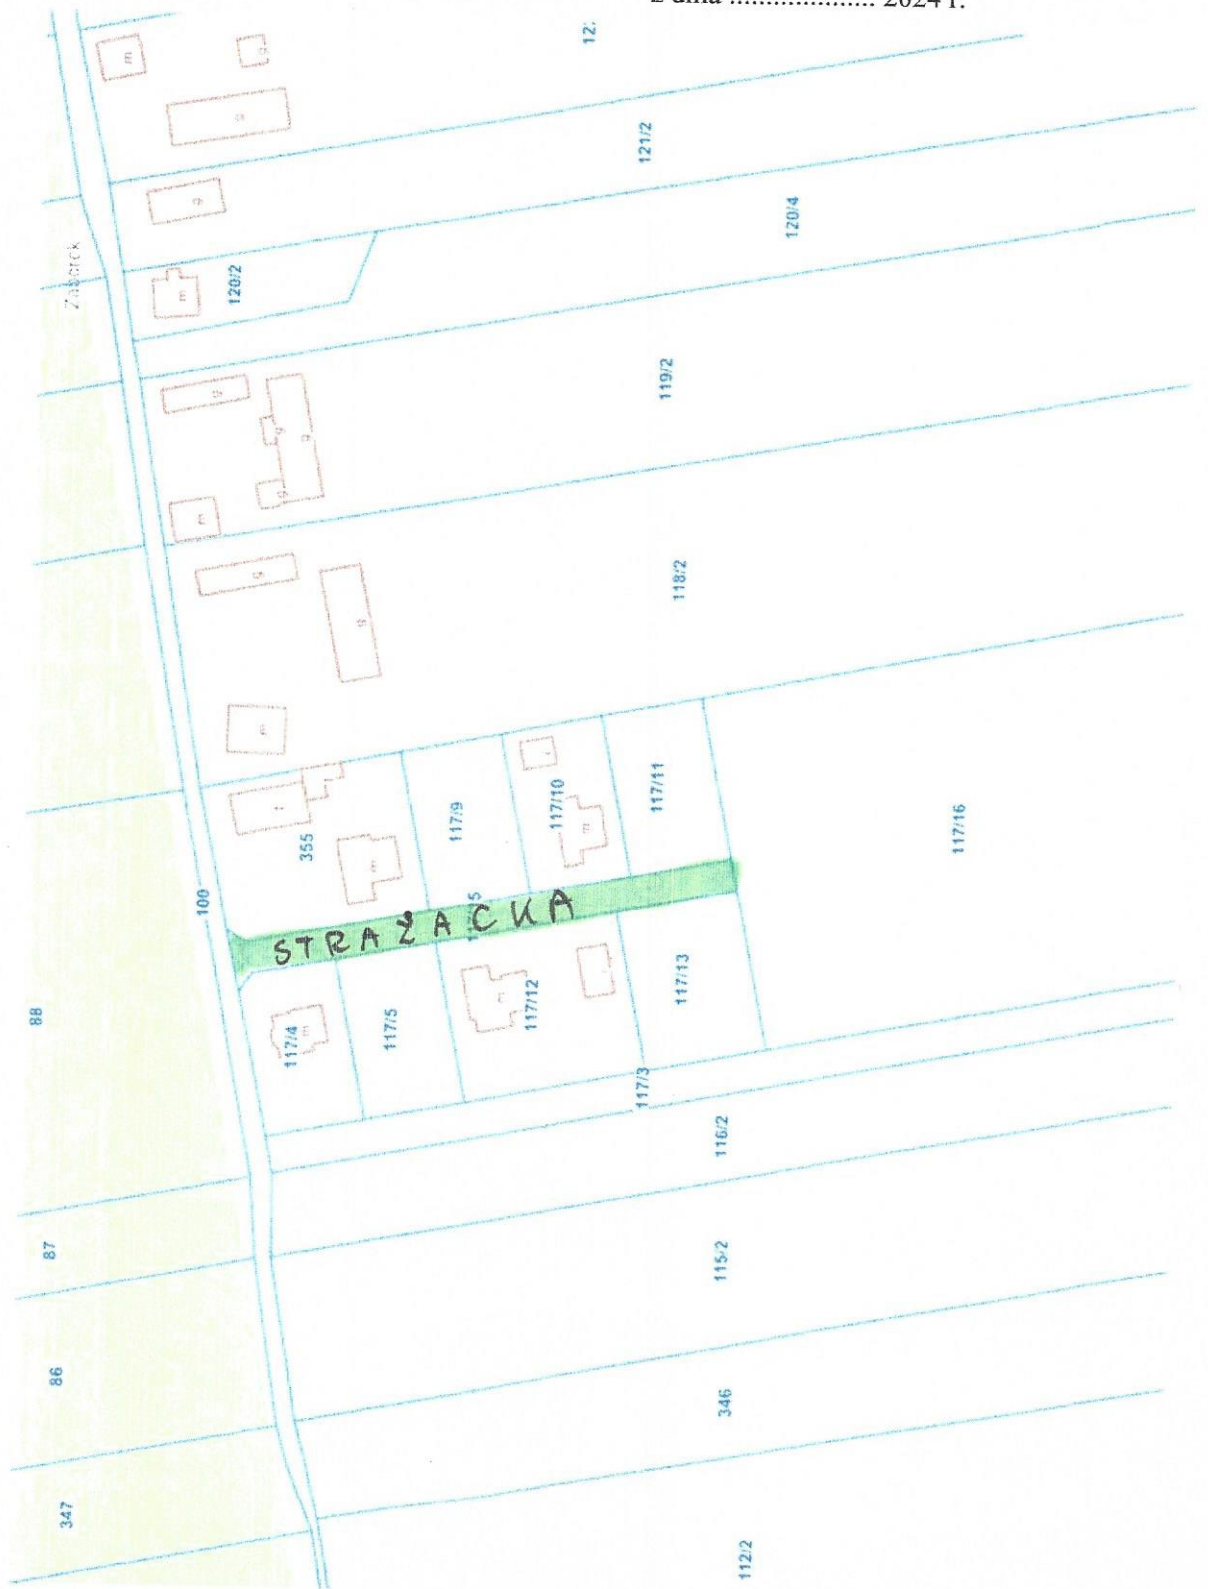 z dnia .................... 2024 r.
12
121/2
120/4
120/2
119/2
118/2
117/11
117/10
117/9
355
117/16
100
STRAŻACKA
5
117/13
117/12
117/5
117/4
88
117/3
116/2
87
115/2
86
346
347
112/2
m
m
m
m
m
m
m
m